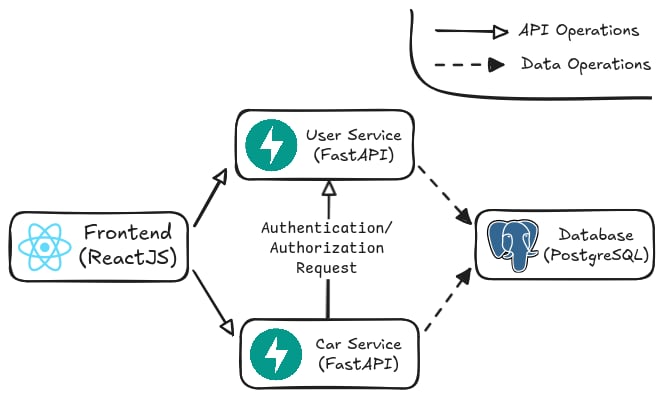 API Operations
Data Operations
User Service
(FastAPI)
Frontend
(ReactJS)
Authentication/
Authorization
Request
Database
(PostgreSQL)
Car Service
(FastAPI)